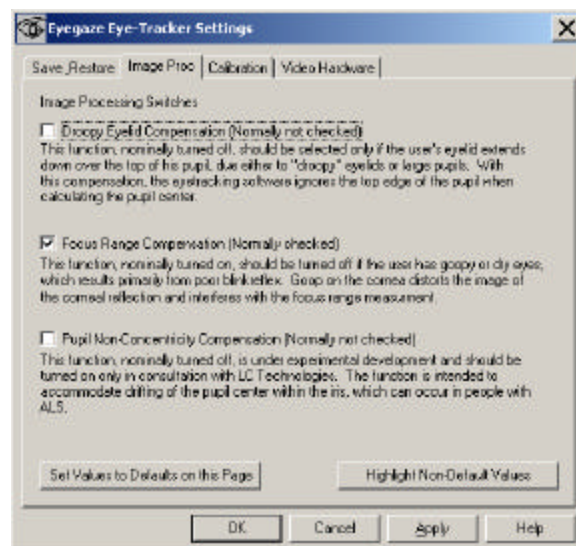 Eyegaze Eye-Tracker Settings
Save_Restore Image Proc Calibration Video Hardware
Image Processing Switches
Droopy Eyelid Compensation (Normally not checked)
This function, nominally turned off, should be selected only if the user's eyelid extends
down over the top of his pupil, due either to "droopy" eyelids or large pupils. With
this compensation, the eyetracking software ignores the top edge of the pupil when
calculating the pupil center.
Focus Range Compensation (Normally checked)
This function, nominally turned on, should be turned off if the user has goopy or dry eyes,
which results primarily from poor blink reflex. Goop on the cornea distorts the image of
the corneal reflection and interferes with the focus range measurement.
Pupil Non-Concentricity Compensation (Normally not checked)
This function, nominally turned off, is under experimental development and should be
turned on only in consultation with LC Technologies. The function is intended to
accommodate drifting of the pupil center within the iris, which can occur in people with
ALS.
Set Values to Defaults on this Page Highlight Non-Default Values
OK Cancel Apply Help